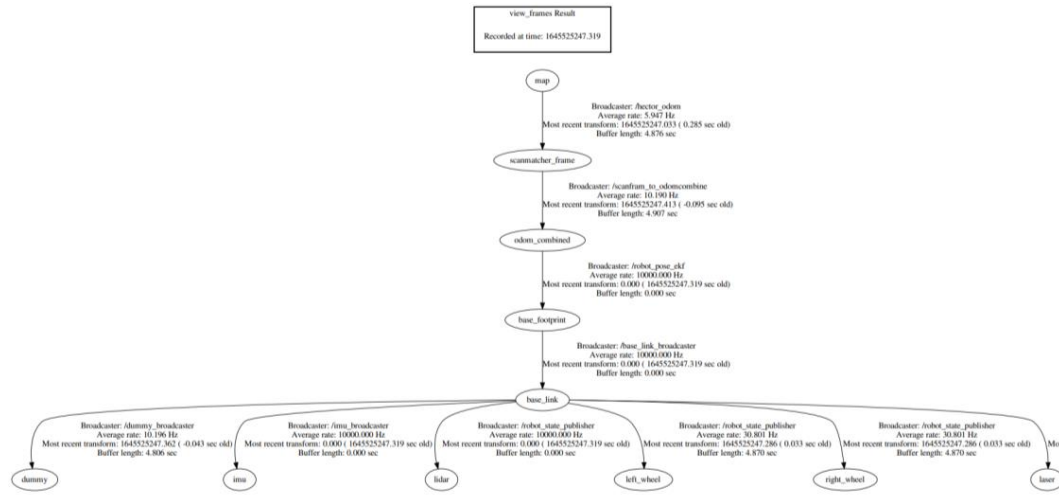 view_frames Result
Recorded at time: 1645525247.319
map
Broadcaster: /hector_odom
Average rate: 5.947 Hz
Most recent transform: 1645525247.033 ( 0.285 sec old)
Buffer length: 4.876 sec
scanmatcher_frame
Broadcaster: /scanfram_to_odomcombine
Average rate: 10.190 Hz
Most recent transform: 1645525247.413 ( -0.095 sec old)
Buffer length: 4.907 sec
odom_combined
Broadcaster: /robot_pose_ekf
Average rate: 10000.000 Hz
Most recent transform: 0.000 ( 1645525247.319 sec old)
Buffer length: 0.000 sec
base_footprint
Broadcaster: /base_link_broadcaster
Average rate: 10000.000 Hz
Most recent transform: 0.000 ( 1645525247.319 sec old)
Buffer length: 0.000 sec
base_link
Broadcaster: /dummy_broadcaster
Average rate: 10.196 Hz
Most recent transform: 1645525247.362 ( -0.043 sec old)
Buffer length: 4.806 sec
Broadcaster: /imu_broadcaster
Average rate: 10000.000 Hz
Most recent transform: 0.000 ( 1645525247.319 sec old)
Buffer length: 0.000 sec
Broadcaster: /robot_state_publisher
Average rate: 10000.000 Hz
Most recent transform: 0.000 ( 1645525247.319 sec old)
Buffer length: 0.000 sec
Broadcaster: /robot_state_publisher
Average rate: 30.801 Hz
Most recent transform: 1645525247.286 ( 0.033 sec old)
Buffer length: 4.870 sec
Broadcaster: /robot_state_publisher
Average rate: 30.801 Hz
Most recent transform: 1645525247.286 ( 0.033 sec old)
Buffer length: 4.870 sec
dummy
imu
lidar
left_wheel
right_wheel
laser